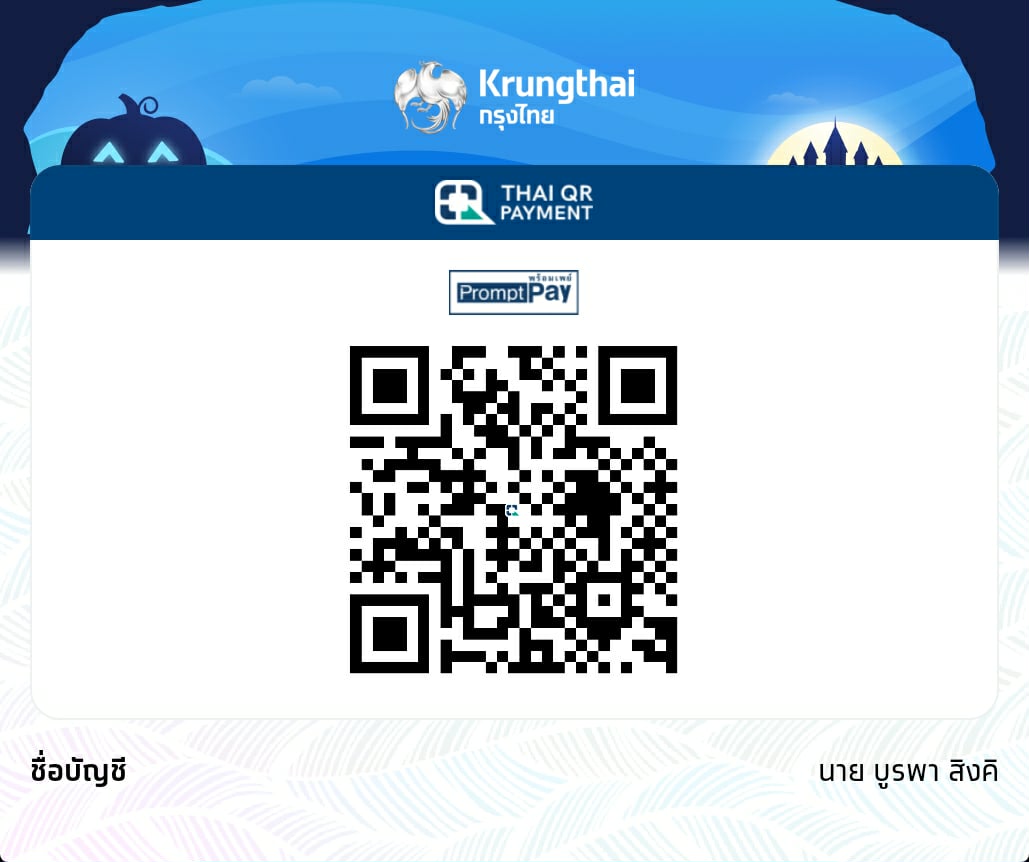 Krungthai
กรุงไทย
THAI QR
PAYMENT
พร้อมเพย์
PromptPay
ชื่อบัญชี
นาย บูรพา สิงคิ